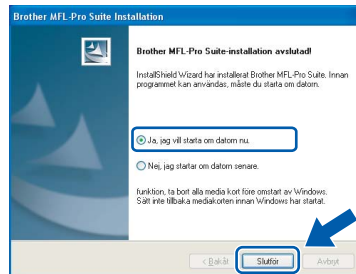 Brother MFL-Pro Suite Installation
Brother MFL-Pro Suite-installation avslutad!
InstallShield Wizard har installerat Brother MFL-Pro Suite. Innan
programmet kan användas, måste du starta om datorn.
Ja, jag vill starta om datorn nu.
Nej, jag startar om datorn senare.
funktion, ta bort alla media kort före omstart av Windows.
Sätt inte tillbaka mediakorten innan Windows har startat.
< Bakåt
Slutför
Avbryt